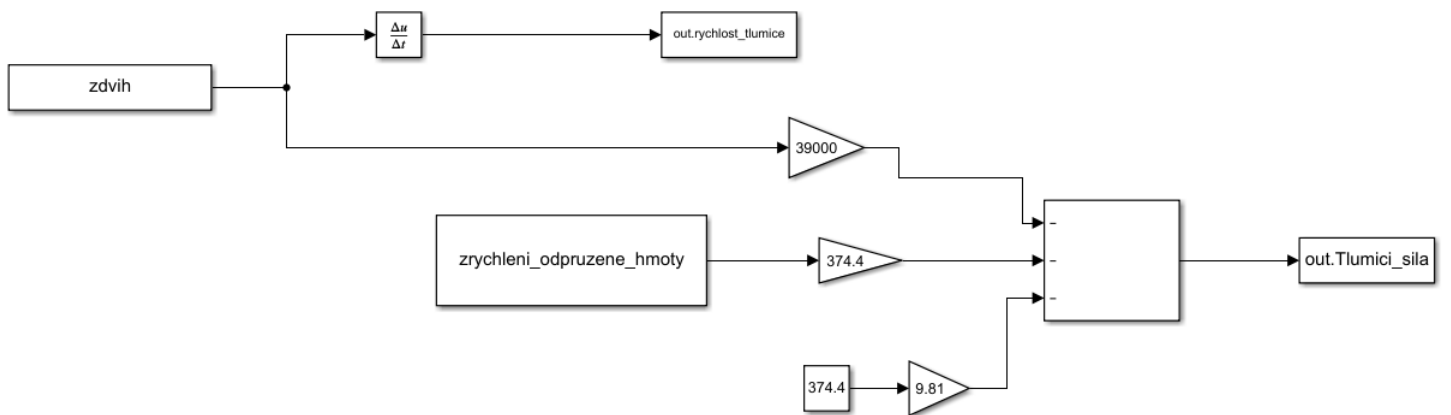 Δu
Δt
out.rychlost_tlumice
zdvih
39000
-
zrychleni_odpruzene_hmoty
374.4
-
out.Tlumici_sila
-
374.4
9.81